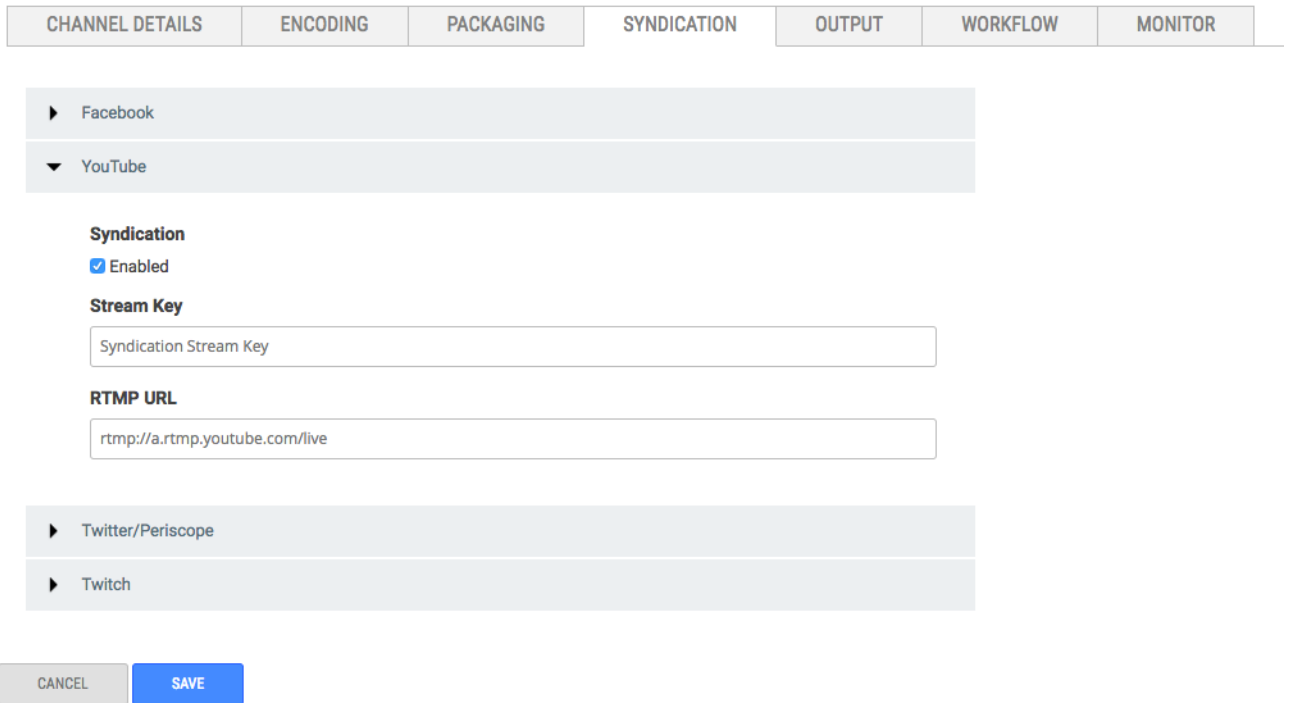 CHANNEL DETAILS ENCODING PACKAGING SYNDICATION OUTPUT WORKFLOW MONITOR
Facebook
YouTube
Syndication
Enabled
Stream Key
Syndication Stream Key
RTMP URL
rtmp://a.rtmp.youtube.com/live
Twitter/Periscope
Twitch
CANCEL SAVE